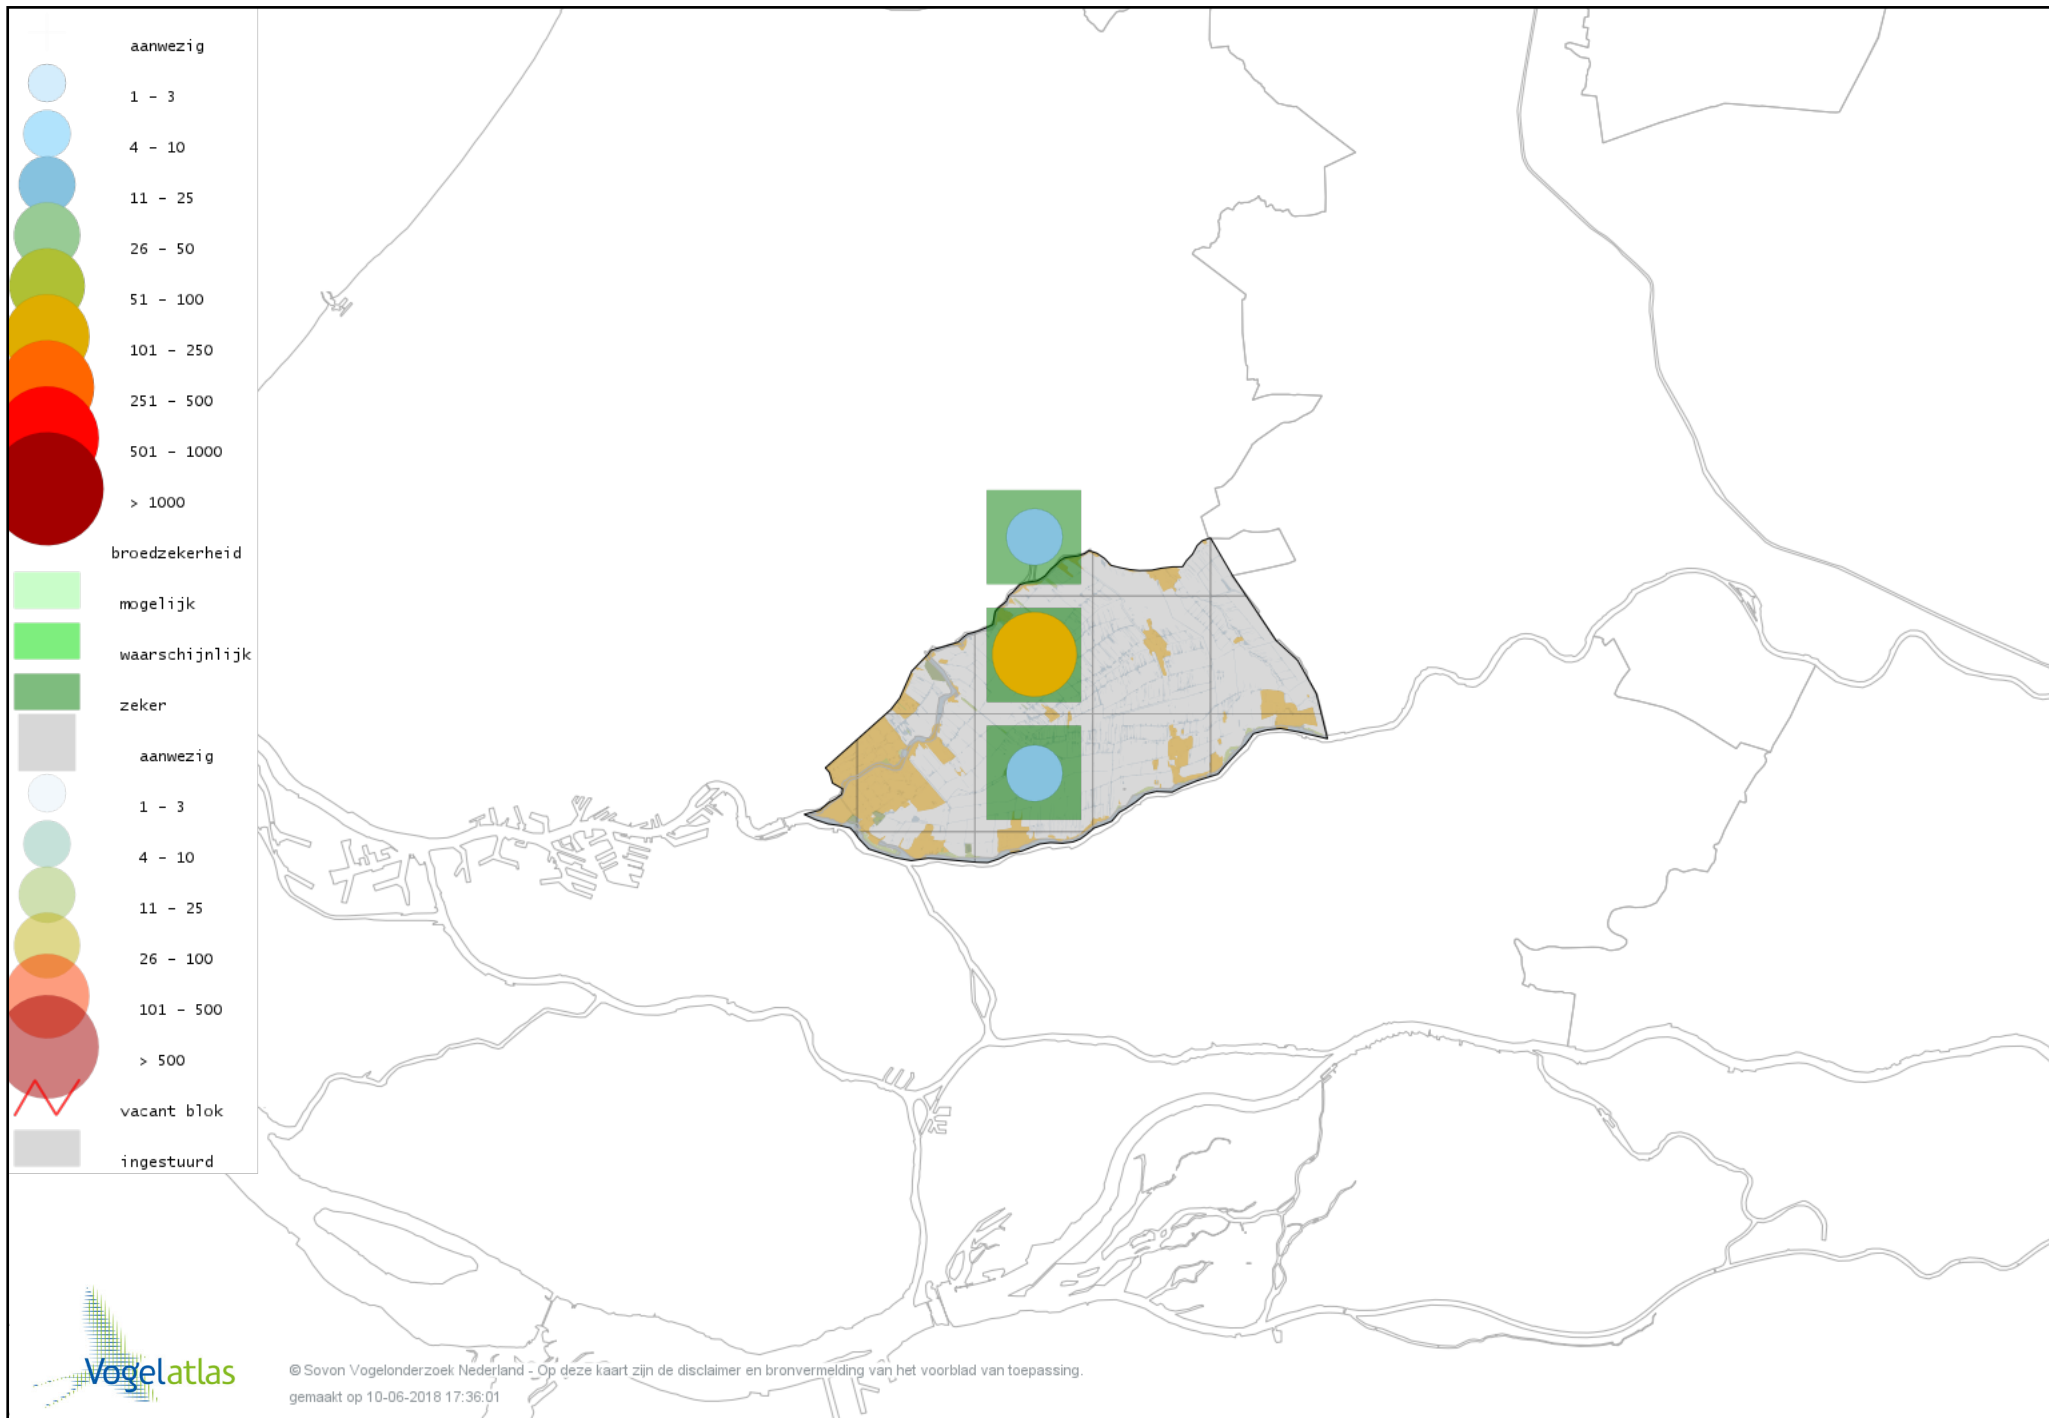 aanwezig
1 - 3
4 - 10
11 - 25
26 - 50
51 - 100
101 - 250
251 - 500
501 - 1000
> 1000
broedzekerheid
mogelijk
waarschijnlijk
zeker
aanwezig
1 - 3
4 - 10
11 - 25
26 - 100
101 - 500
> 500
vacant blok
ingestuurd
Vogelatlas
© Sovon Vogelonderzoek Nederland - Op deze kaart zijn de disclaimer en bronvermelding van het voorblad van toepassing.
gemaakt op 10-06-2018 17:36:01